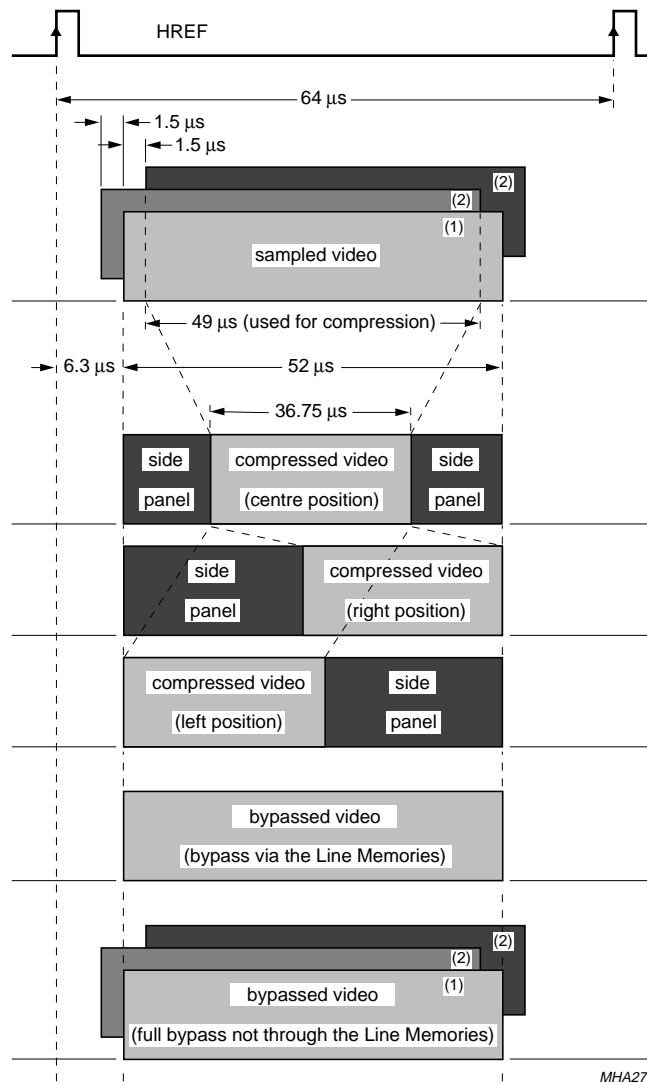 HREF
64 µs
1.5 µs
1.5 µs
(2)
(2)
(1)
sampled video
49 µs (used for compression)
6.3 µs
52 µs
36.75 µs
side
panel
compressed video
(centre position)
side
panel
side
panel
compressed video
(right position)
compressed video
(left position)
side
panel
bypassed video
(bypass via the Line Memories)
(2)
(2)
(1)
bypassed video
(full bypass not through the Line Memories)
MHA27